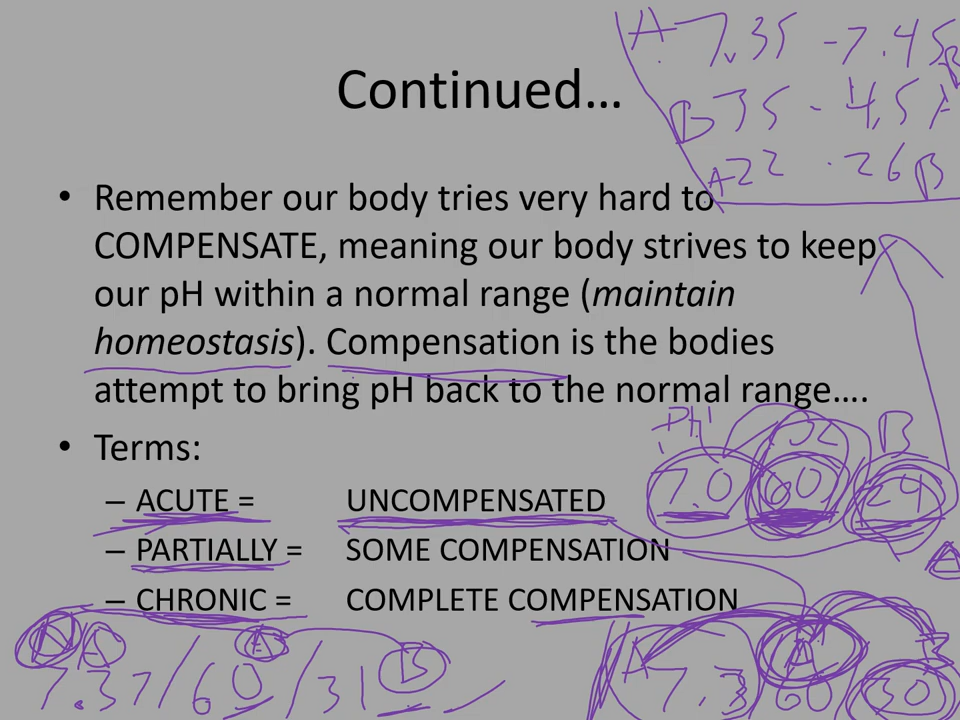 A 7.35 - 7.45 B
Continued...
B 35 - 45 A
A 22 - 26 B
• Remember our body tries very hard to
COMPENSATE, meaning our body strives to keep
our pH within a normal range (maintain
homeostasis). Compensation is the bodies
attempt to bring pH back to the normal range....
PH B
• Terms:
7.0 60 24
– ACUTE = UNCOMPENSATED
– PARTIALLY = SOME COMPENSATION
A
– CHRONIC = COMPLETE COMPENSATION
N A A B
7.37/60/31
A A B
7.3 60 30